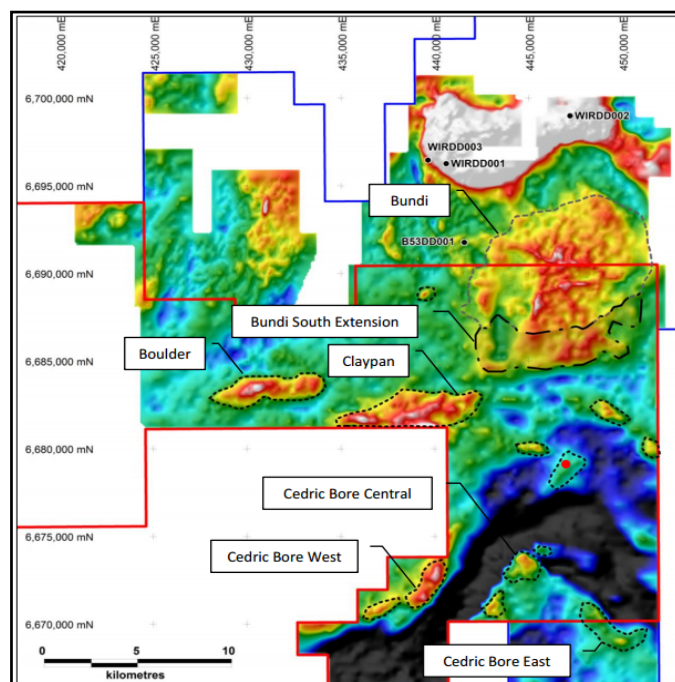 420,000 mE
425,000 mE
430,000 mE
435,000 mE
440,000 mE
445,000 mE
450,000 mE
6,700,000 mN
WIRDD002
WIRDD003
WIRDD001
6,695,000 mN
Bundi
B53DD001
6,690,000 mN
Bundi South Extension
Boulder
Claypan
6,685,000 mN
6,680,000 mN
Cedric Bore Central
6,675,000 mN
Cedric Bore West
6,670,000 mN
0 5 10
kilometres
Cedric Bore East